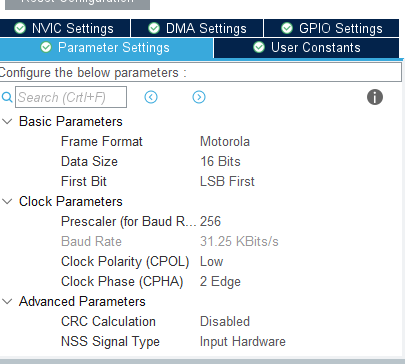 Reset Configuration
NVIC Settings DMA Settings GPIO Settings
Parameter Settings User Constants
Configure the below parameters :
Search (CrtI+F)
Basic Parameters
Frame Format Motorola
Data Size 16 Bits
First Bit LSB First
Clock Parameters
Prescaler (for Baud R... 256
Baud Rate 31.25 KBits/s
Clock Polarity (CPOL) Low
Clock Phase (CPHA) 2 Edge
Advanced Parameters
CRC Calculation Disabled
NSS Signal Type Input Hardware